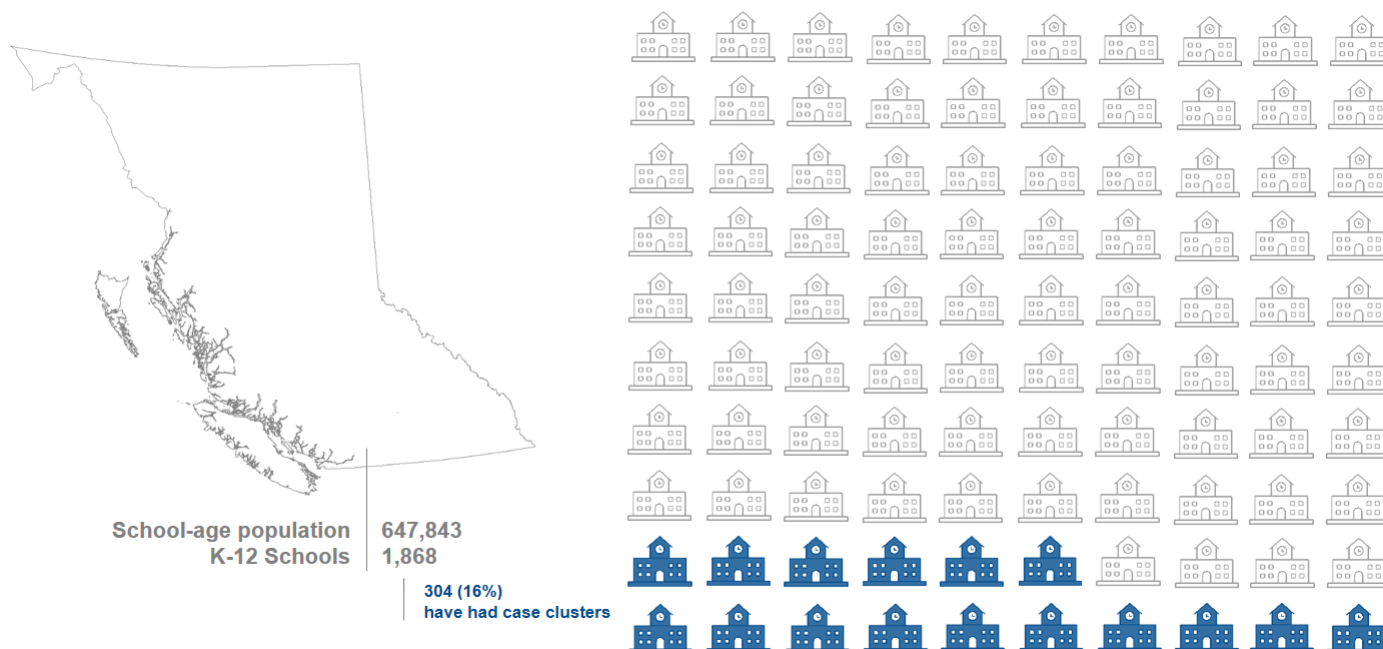 School-age population 647,843
K-12 Schools 1,868
304 (16%)
have had case clusters